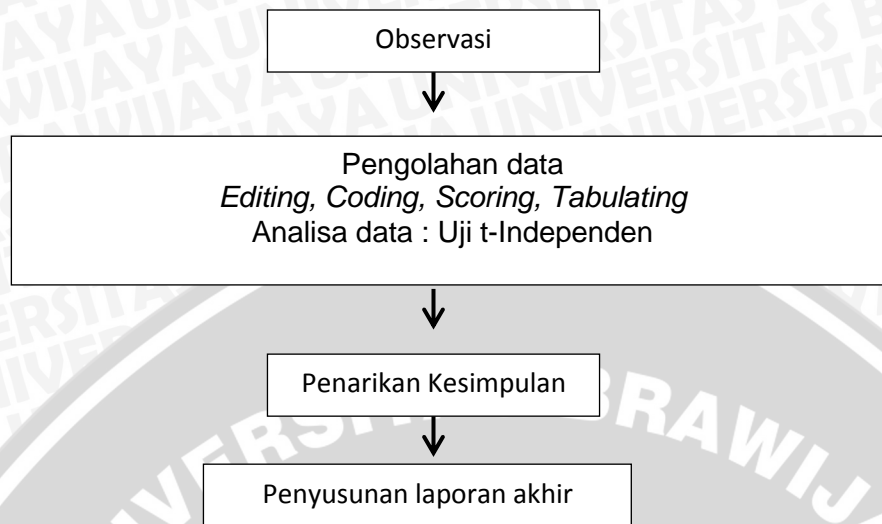 Observasi
Pengolahan data
Editing, Coding, Scoring, Tabulating
Analisa data : Uji t-Independen
Penarikan Kesimpulan
Penyusunan laporan akhir